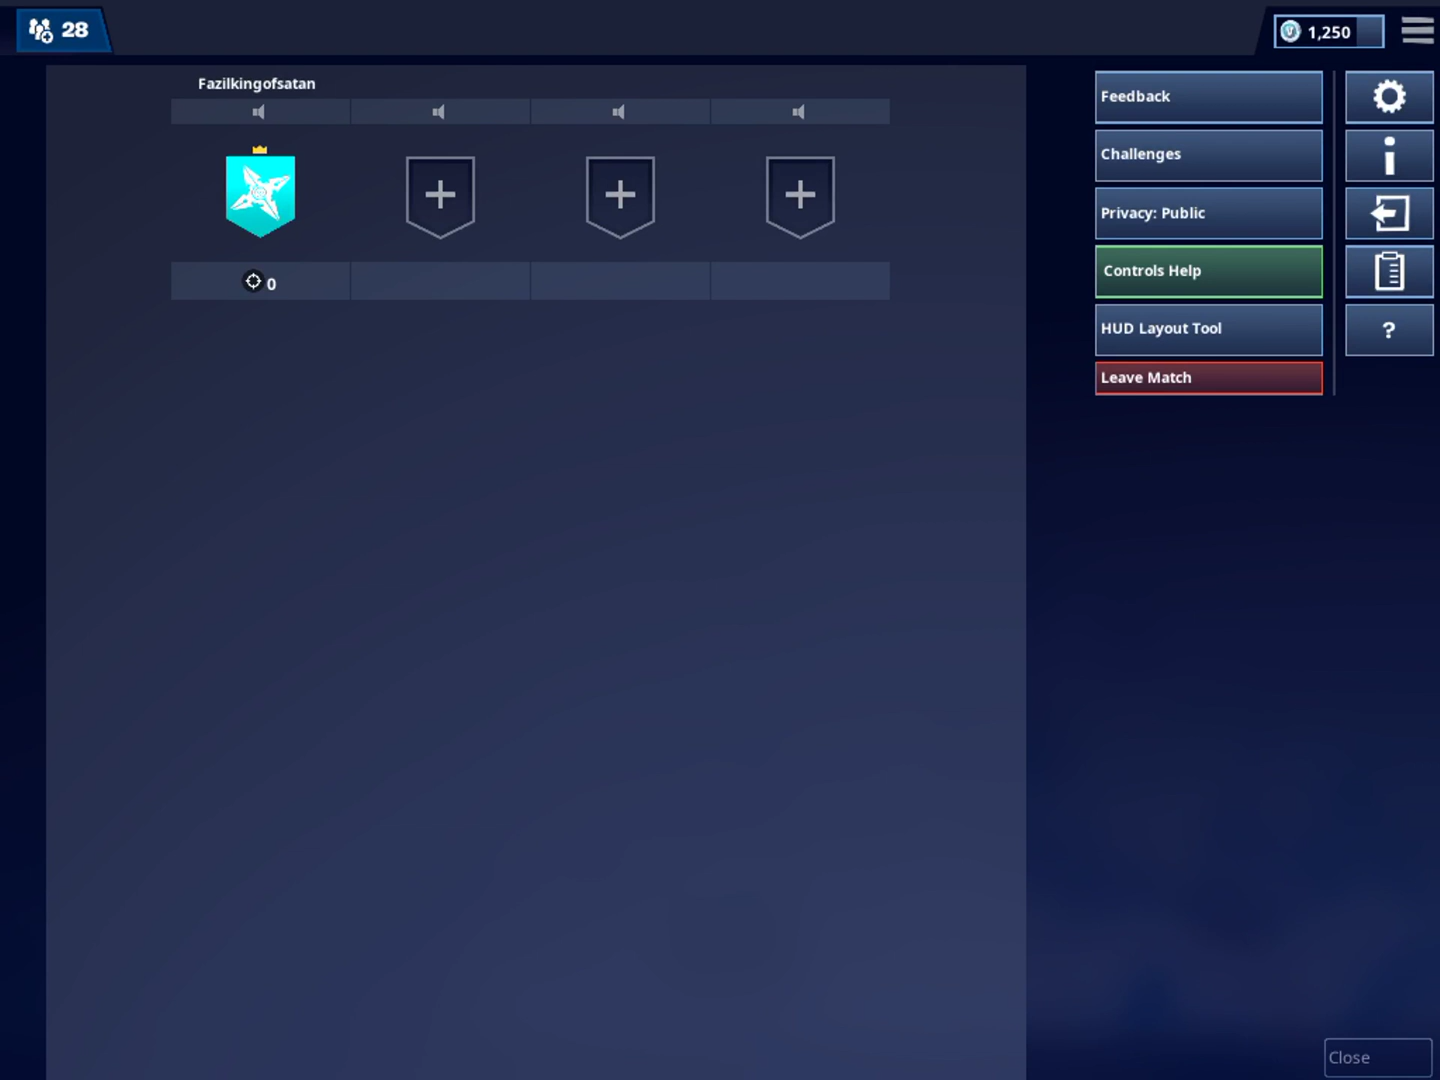 28
1,250
Fazilkingofsatan
0
Feedback
Challenges
Privacy: Public
Controls Help
HUD Layout Tool
Leave Match
?
Close